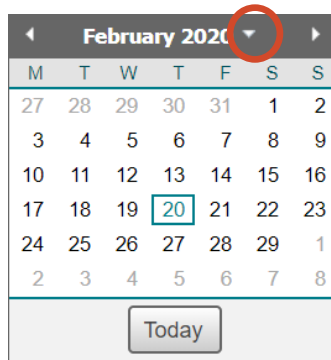 February 2020
M T W T F S S
27 28 29 30 31 1 2
3 4 5 6 7 8 9
10 11 12 13 14 15 16
17 18 19 20 21 22 23
24 25 26 27 28 29 1
2 3 4 5 6 7 8
Today